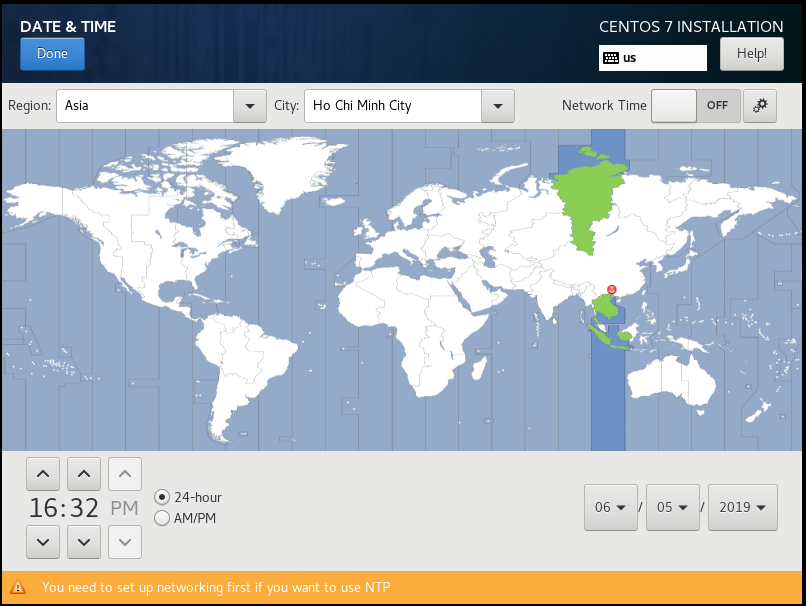 DATE & TIME
CENTOS 7 INSTALLATION
Done
us
Help!
Region: Asia City: Ho Chi Minh City Network Time OFF
16:32 PM
24-hour
AM/PM
06 / 05 / 2019
You need to set up networking first if you want to use NTP